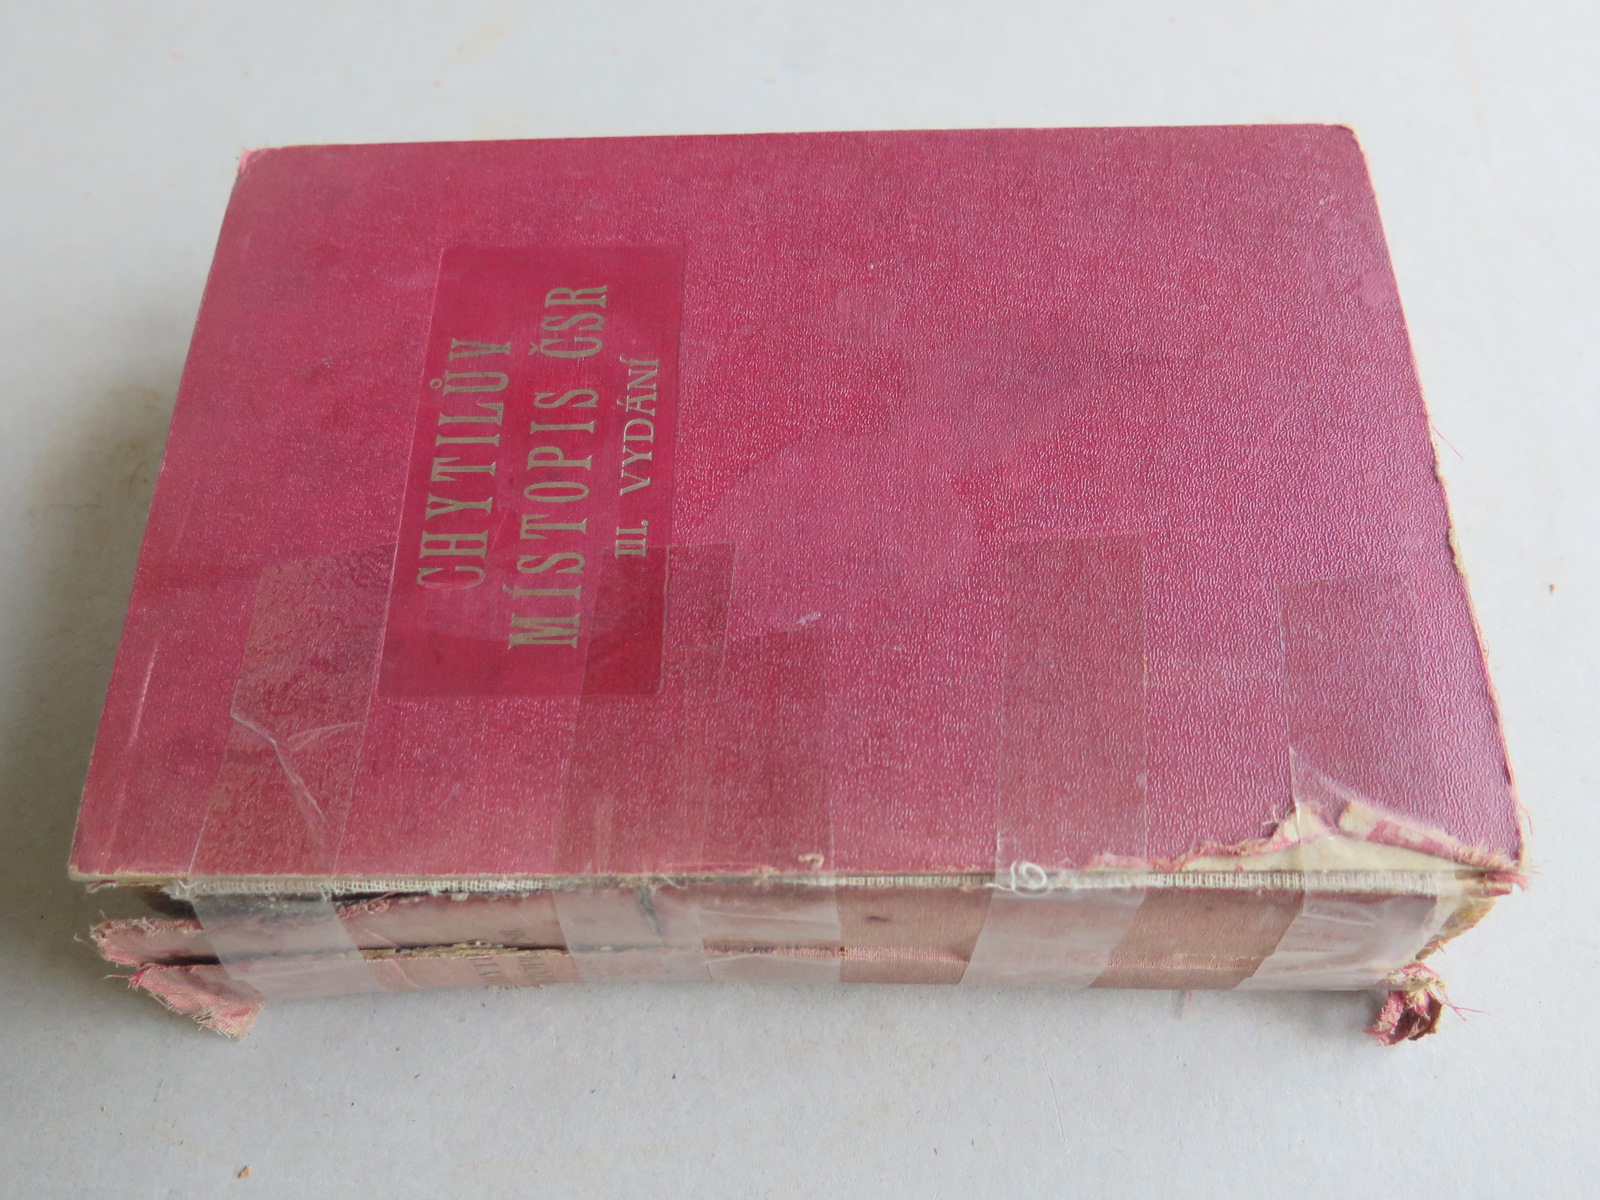 CHYTILŮV
MÍSTOPIS ČSR
III. VYDÁNÍ